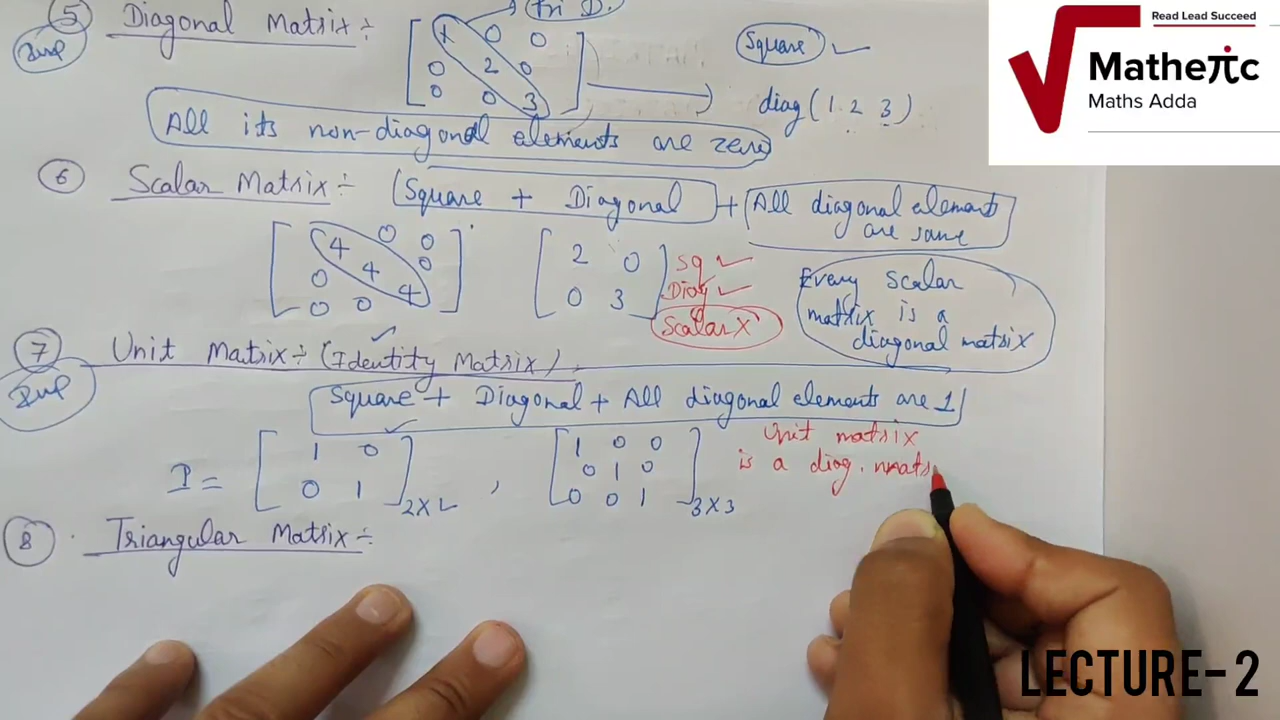 5 Diagonal Matrix ÷
Imp
Pri D.
[1 0 0
0 2 0
0 0 3]
Square ✓
diag (1 2 3)
All its non-diagonal elements are zero
6 Scalar Matrix ÷ (Square + Diagonal) + All diagonal elements
are same
[4 0 0
0 4 0
0 0 4]
[2 0
0 3]
Sq ✓
Diag ✓
Scalar X
Every Scalar
matrix is a
diagonal matrix
7 Unit Matrix ÷ (Identity Matrix)
Imp
Square + Diagonal + All diagonal elements are 1
I = [1 0
0 1] 2X2 ,
[1 0 0
0 1 0
0 0 1] 3X3
Unit matrix
is a diag. mats
8 Triangular Matrix ÷
Read Lead Succeed
Matheπc
Maths Adda
LECTURE-2